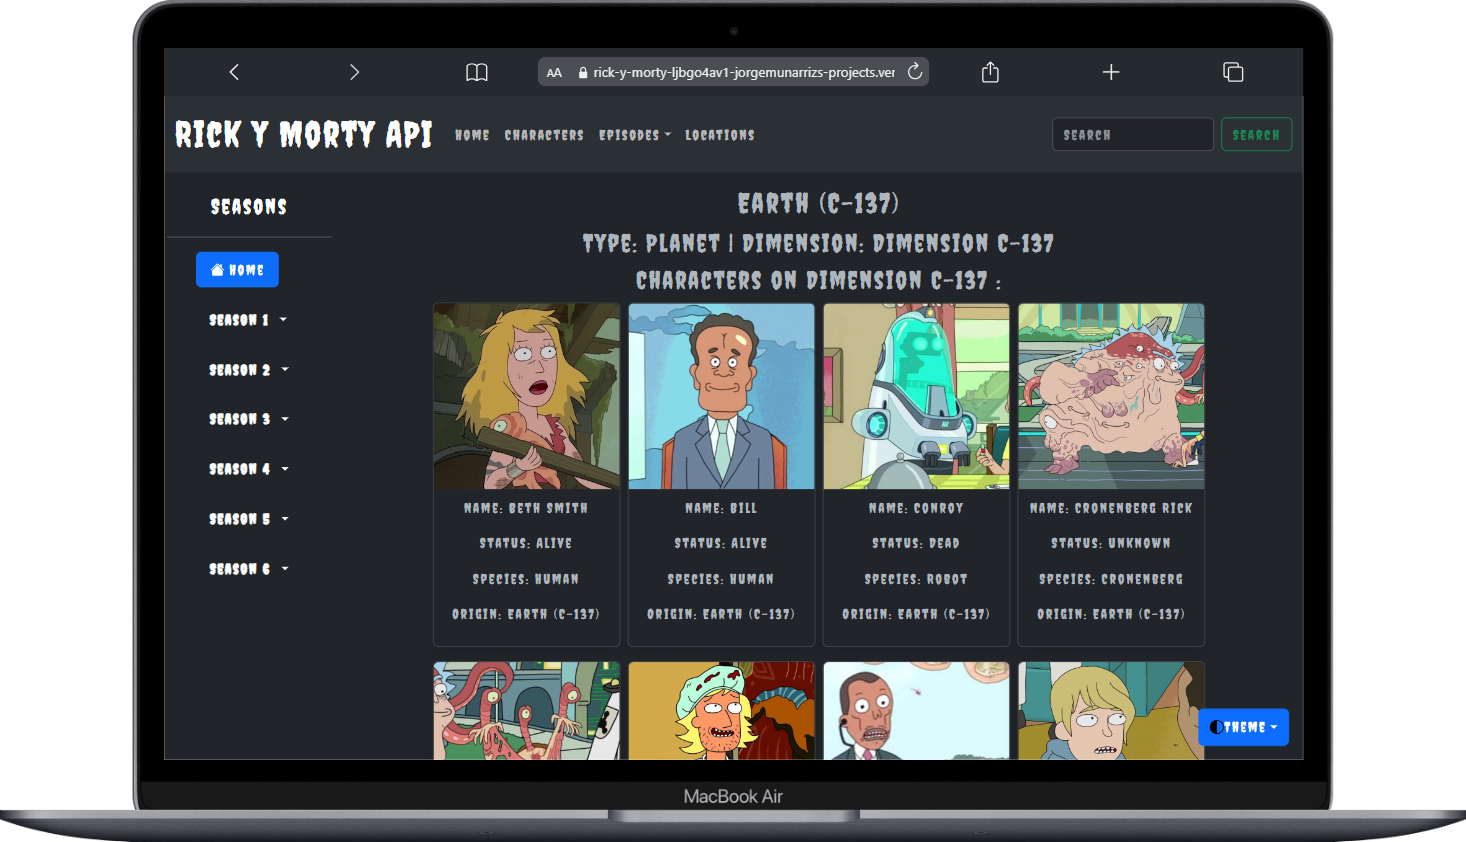 AA rick-y-morty-ljbgo4av1-jorgemunarrizs-projects.ver
RICK Y MORTY API HOME CHARACTERS EPISODES LOCATIONS SEARCH SEARCH
SEASONS
HOME
SEASON 1
SEASON 2
SEASON 3
SEASON 4
SEASON 5
SEASON 6
EARTH (C-137)
TYPE: PLANET | DIMENSION: DIMENSION C-137
CHARACTERS ON DIMENSION C-137 :
NAME: BETH SMITH
STATUS: ALIVE
SPECIES: HUMAN
ORIGIN: EARTH (C-137)
NAME: BILL
STATUS: ALIVE
SPECIES: HUMAN
ORIGIN: EARTH (C-137)
NAME: CONROY
STATUS: DEAD
SPECIES: ROBOT
ORIGIN: EARTH (C-137)
NAME: CRONENBERG RICK
STATUS: UNKNOWN
SPECIES: CRONENBERG
ORIGIN: EARTH (C-137)
THEME
MacBook Air